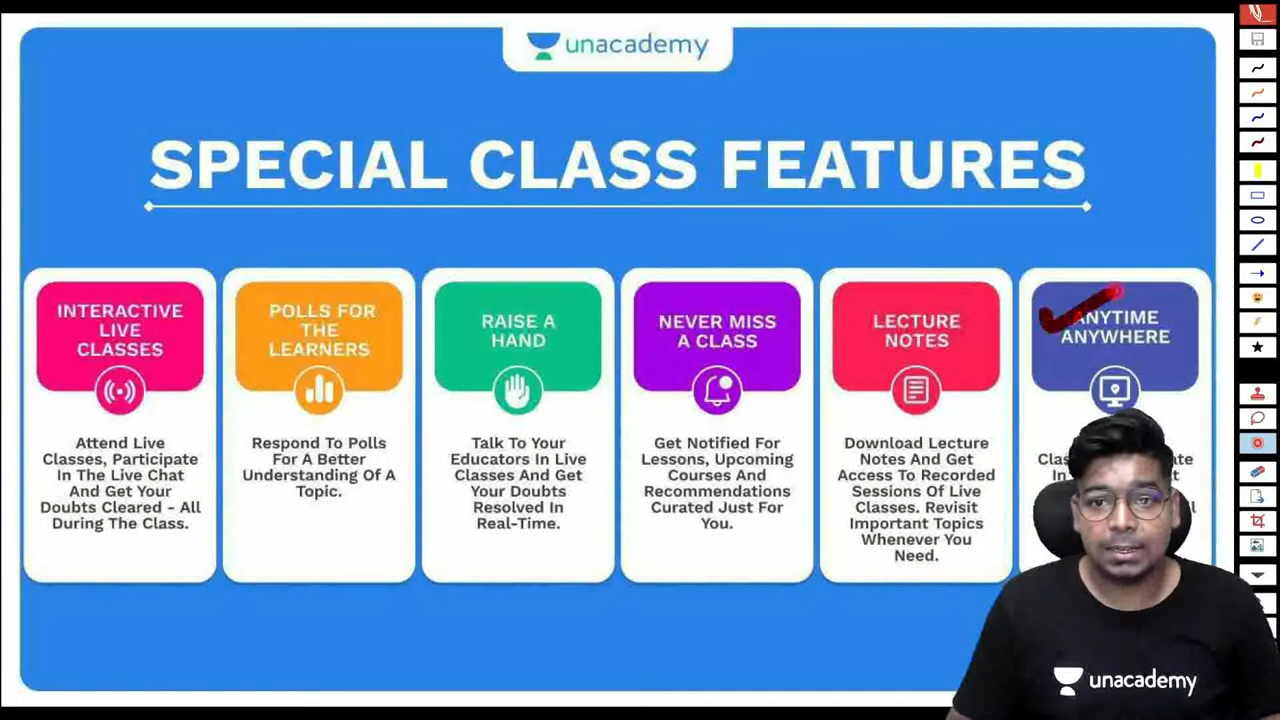 unacademy
SPECIAL CLASS FEATURES
INTERACTIVE
LIVE
CLASSES
Attend Live
Classes, Participate
In The Live Chat
And Get Your
Doubts Cleared - All
During The Class.
POLLS FOR
THE
LEARNERS
Respond To Polls
For A Better
Understanding Of A
Topic.
RAISE A
HAND
Talk To Your
Educators In Live
Classes And Get
Your Doubts
Resolved In
Real-Time.
NEVER MISS
A CLASS
Get Notified For
Lessons, Upcoming
Courses And
Recommendations
Curated Just For
You.
LECTURE
NOTES
Download Lecture
Notes And Get
Access To Recorded
Sessions Of Live
Classes. Revisit
Important Topics
Whenever You
Need.
ANYTIME
ANYWHERE
unacademy